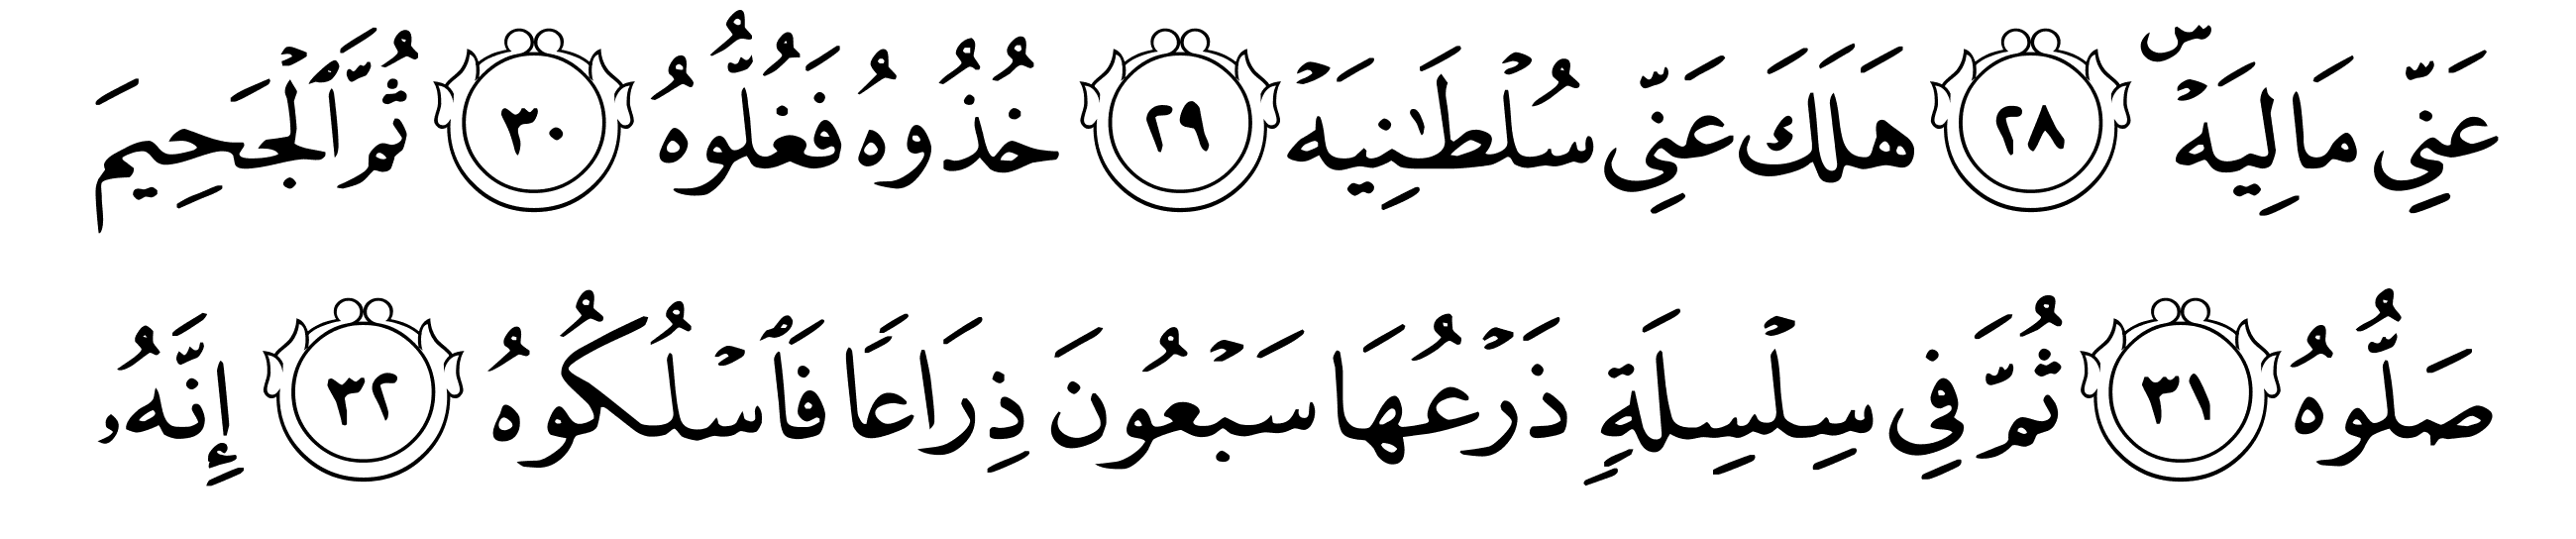 عَنِّي مَالِيَهۡۜ ٢٨ هَلَكَ عَنِّي سُلۡطَٰنِيَهۡ ٢٩ خُذُوهُ فَغُلُّوهُ ٣٠ ثُمَّ ٱلۡجَحِيمَ
صَلُّوهُ ٣١ ثُمَّ فِي سِلۡسِلَةٖ ذَرۡعُهَا سَبۡعُونَ ذِرَاعٗا فَٱسۡلُكُوهُ ٣٢ إِنَّهُۥ